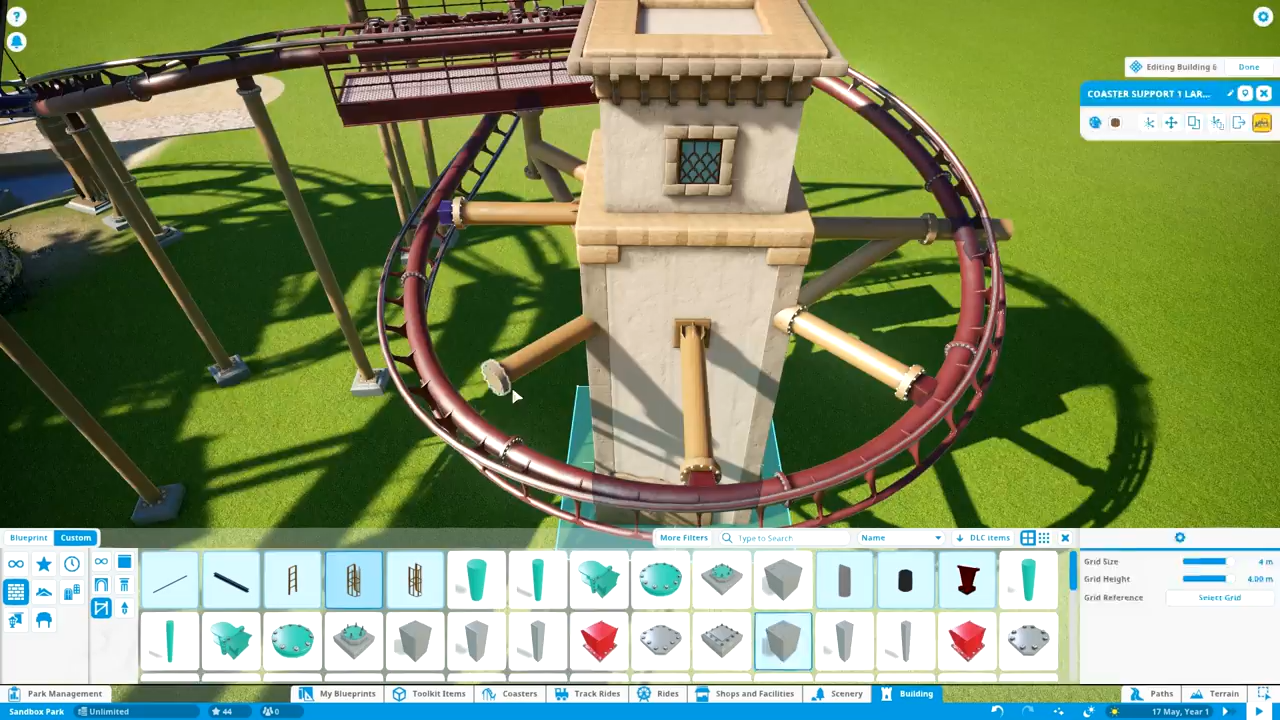 ?
Editing Building &
Done
COASTER SUPPORT 1 LAR...
Blueprint
Custom
More Filters
Type to Search
Name
DLC items
Grid Size
4 m
Grid Height
4.00 m
Grid Reference
Select Grid
Park Management
My Blueprints
Toolkit Items
Coasters
Track Rides
Rides
Shops and Facilities
Scenery
Building
Paths
Terrain
Sandbox Park
Unlimited
44
0
17 May, Year 1